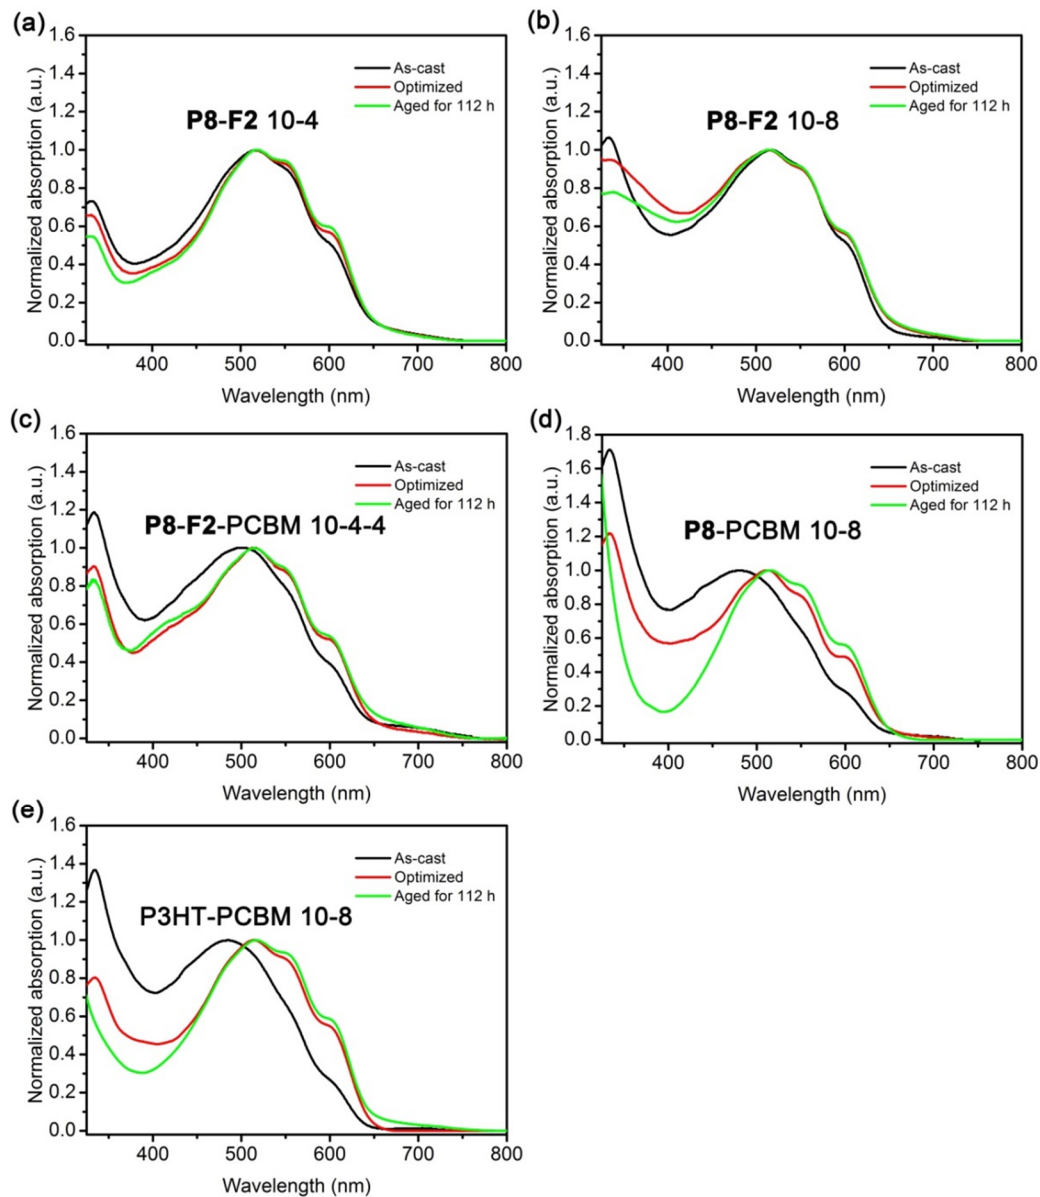 (a)
1.6
1.4
1.2
1.0
0.8
0.6
0.4
0.2
0.0
Normalized absorption (a.u.)
As-cast
Optimized
Aged for 112 h
P8-F2 10-4
400 500 600 700 800
Wavelength (nm)
(b)
1.6
1.4
1.2
1.0
0.8
0.6
0.4
0.2
0.0
Normalized absorption (a.u.)
As-cast
Optimized
Aged for 112 h
P8-F2 10-8
400 500 600 700 800
Wavelength (nm)
(c)
1.6
1.4
1.2
1.0
0.8
0.6
0.4
0.2
0.0
Normalized absorption (a.u.)
As-cast
Optimized
Aged for 112 h
P8-F2-PCBM 10-4-4
400 500 600 700 800
Wavelength (nm)
(d)
1.8
1.6
1.4
1.2
1.0
0.8
0.6
0.4
0.2
0.0
Normalized absorption (a.u.)
As-cast
Optimized
Aged for 112 h
P8-PCBM 10-8
400 500 600 700 800
Wavelength (nm)
(e)
1.6
1.4
1.2
1.0
0.8
0.6
0.4
0.2
0.0
Normalized absorption (a.u.)
As-cast
Optimized
Aged for 112 h
P3HT-PCBM 10-8
400 500 600 700 800
Wavelength (nm)